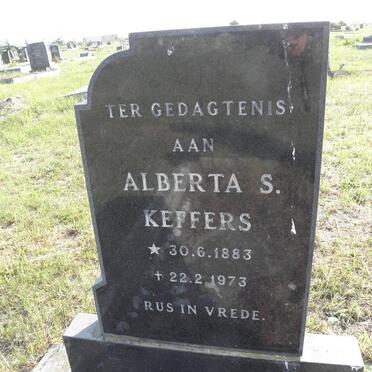 TER GEDAGTENIS
AAN
ALBERTA S.
KEFFERS
★ 30.6.1883
✝ 22.2.1973
RUS IN VREDE.